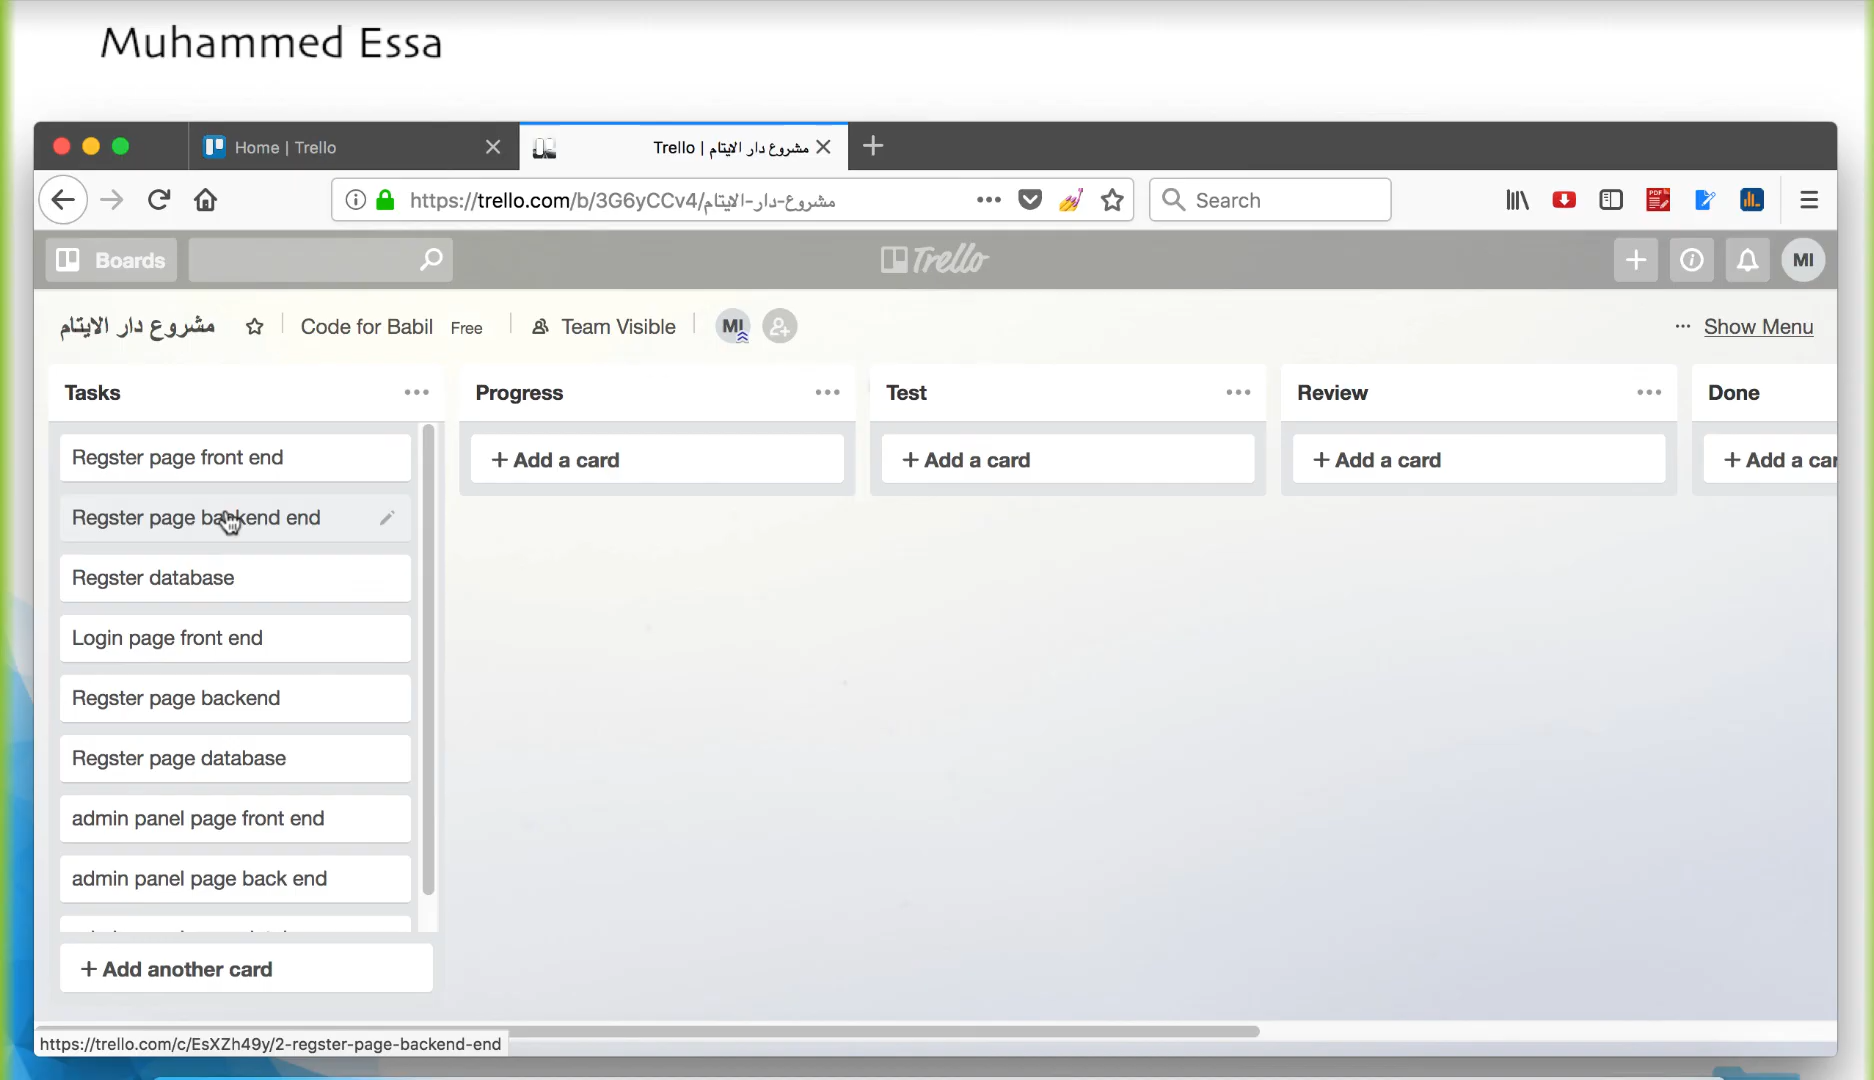 Muhammed Essa
Home | Trello
مشروع دار الايتام | Trello
https://trello.com/b/3G6yCCv4/مشروع-دار-الايتام
Search
Boards
Trello
MI
مشروع دار الايتام
Code for Babil
Free
Team Visible
MI
Show Menu
Tasks
Progress
Test
Review
Done
Regster page front end
Regster page backend end
Regster database
Login page front end
Regster page backend
Regster page database
admin panel page front end
admin panel page back end
+ Add another card
+ Add a card
+ Add a card
+ Add a card
+ Add a car
https://trello.com/c/EsXZh49y/2-regster-page-backend-end